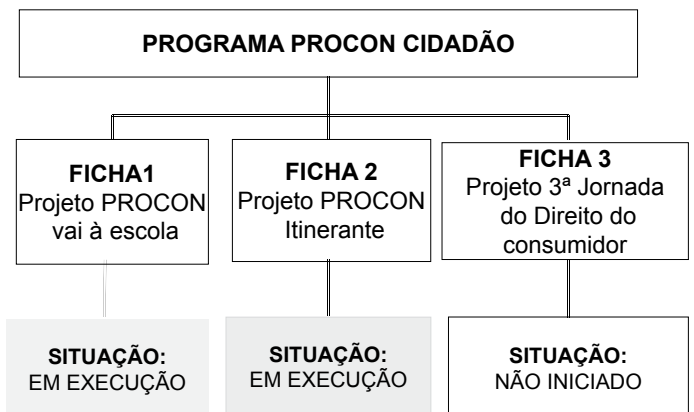 PROGRAMA PROCON CIDADÃO
FICHA1
Projeto PROCON
vai à escola
FICHA 2
Projeto PROCON
Itinerante
FICHA 3
Projeto 3ª Jornada
do Direito do
consumidor
SITUAÇÃO:
EM EXECUÇÃO
SITUAÇÃO:
EM EXECUÇÃO
SITUAÇÃO:
NÃO INICIADO